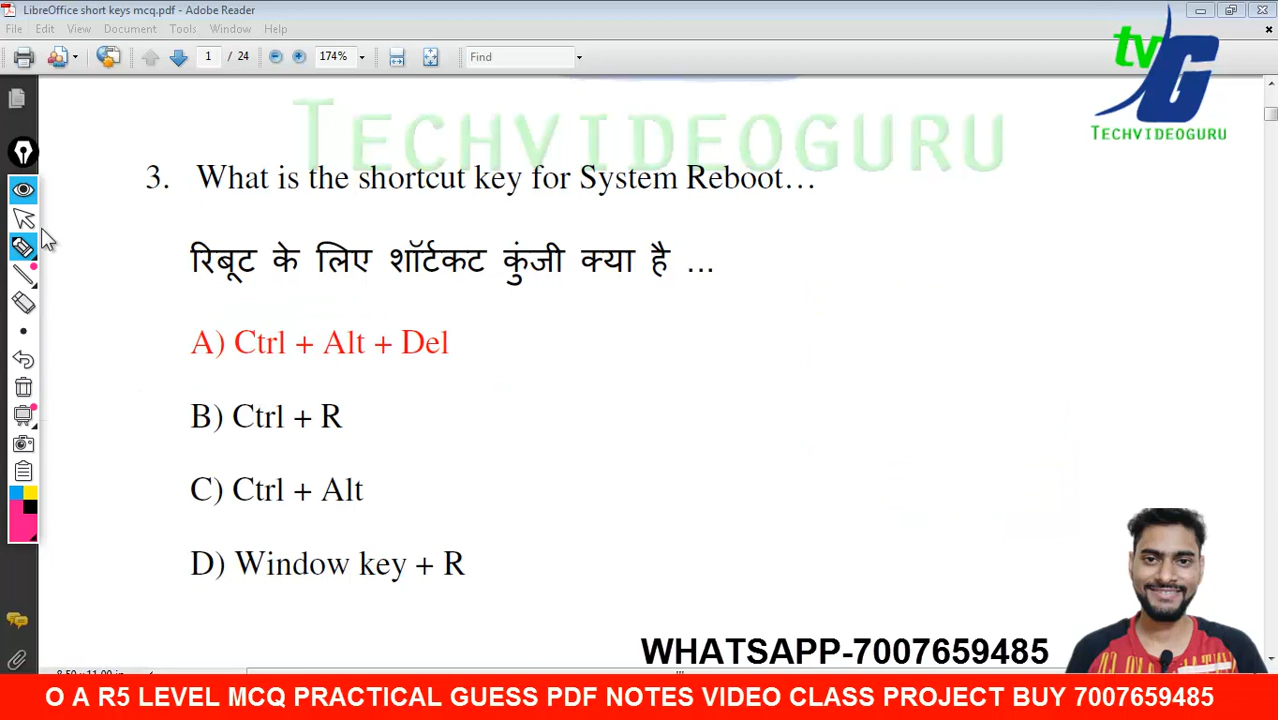 LibreOffice short keys mcq.pdf - Adobe Reader
File Edit View Document Tools Window Help
1 / 24 174% Find
tv G
TECHVIDEOGURU
TECHVIDEOGURU
3. What is the shortcut key for System Reboot…
रिबूट के लिए शॉर्टकट कुंजी क्या है ...
A) Ctrl + Alt + Del
B) Ctrl + R
C) Ctrl + Alt
D) Window key + R
WHATSAPP-7007659485
O A R5 LEVEL MCQ PRACTICAL GUESS PDF NOTES VIDEO CLASS PROJECT BUY 7007659485